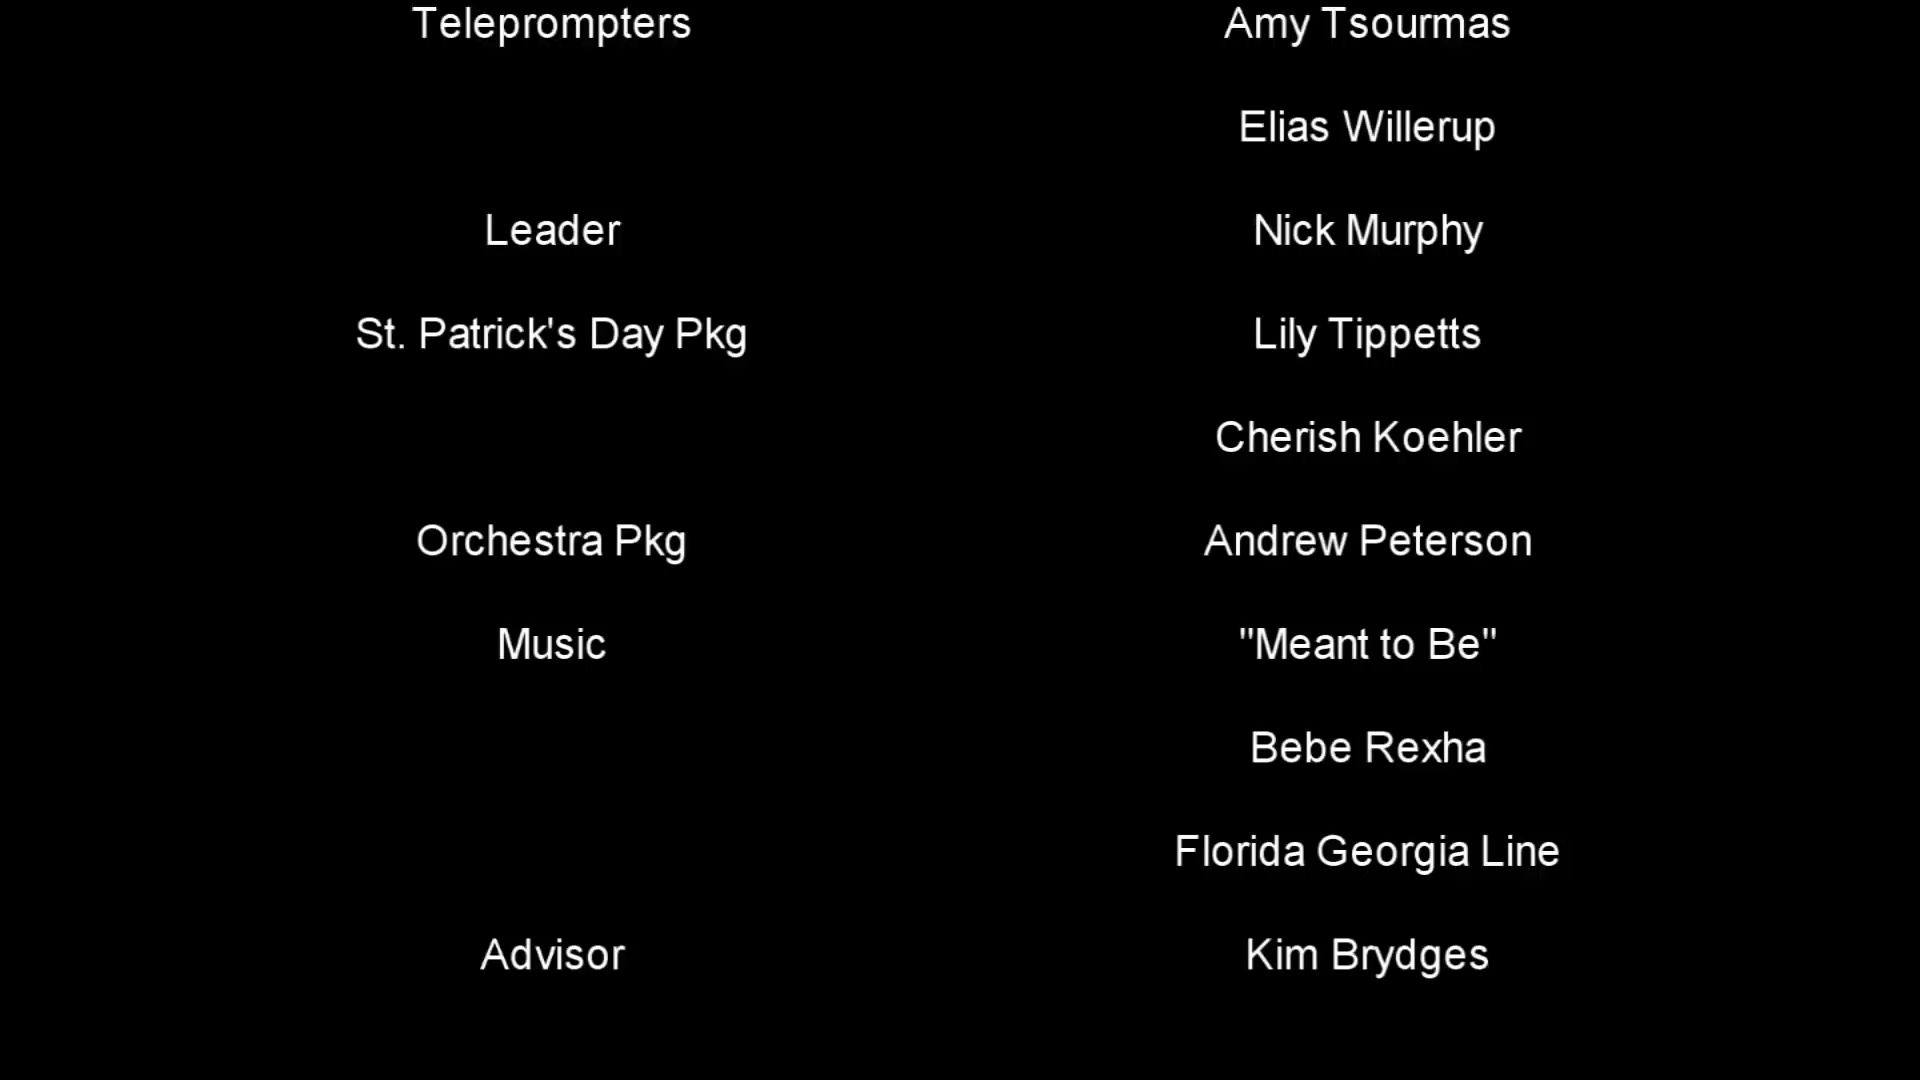 Teleprompters Amy Tsourmas
Elias Willerup
Leader Nick Murphy
St. Patrick's Day Pkg Lily Tippetts
Cherish Koehler
Orchestra Pkg Andrew Peterson
Music "Meant to Be"
Bebe Rexha
Florida Georgia Line
Advisor Kim Brydges